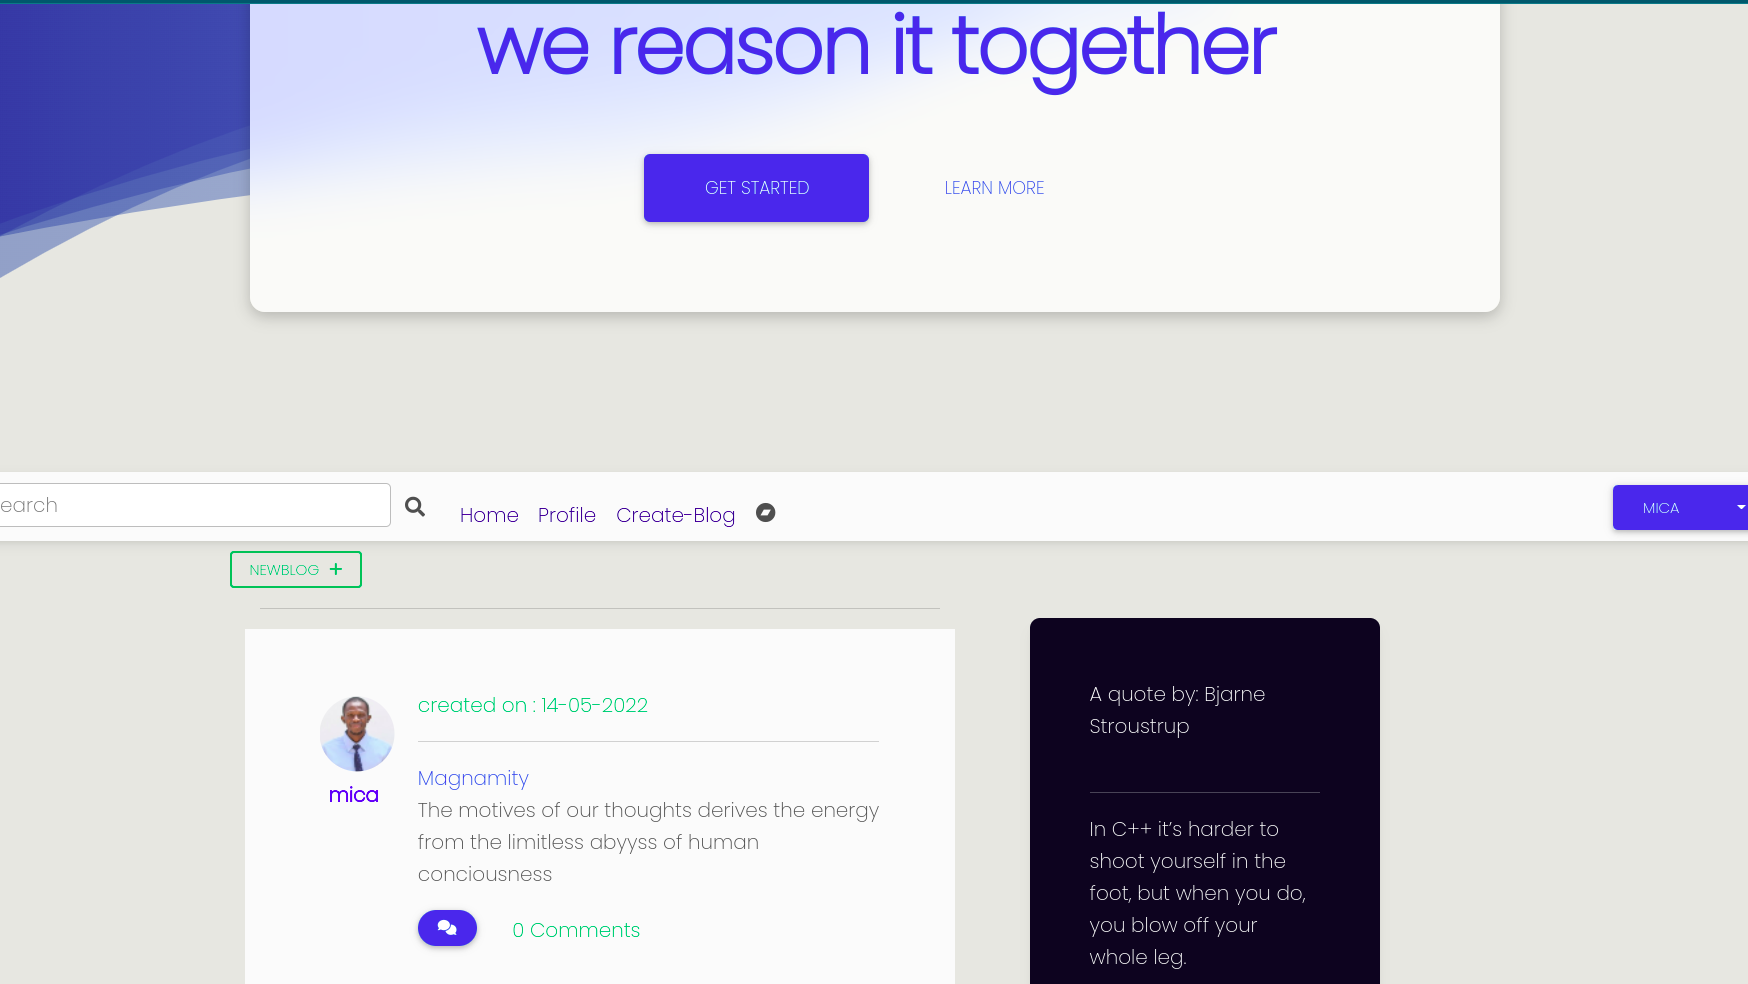 we reason it together
GET STARTED
LEARN MORE
earch
Home
Profile
Create-Blog
MICA
NEWBLOG +
created on : 14-05-2022
mica
Magnamity
The motives of our thoughts derives the energy
from the limitless abyyss of human
conciousness
0 Comments
A quote by: Bjarne
Stroustrup
In C++ it’s harder to
shoot yourself in the
foot, but when you do,
you blow off your
whole leg.